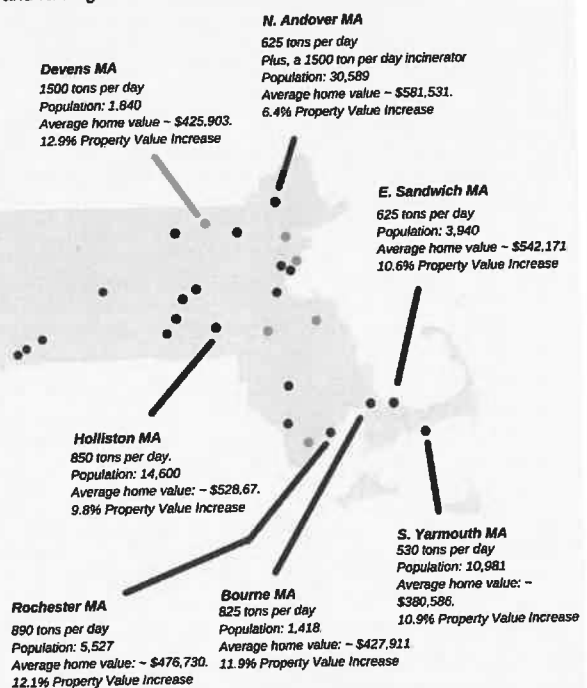 N. Andover MA
625 tons per day
Plus, a 1500 ton per day incinerator
Population: 30,589
Average home value ~ $581,531.
6.4% Property Value Increase
Devens MA
1500 tons per day
Population: 1.840
Average home value ~ $425,903.
12.9% Property Value Increase
E. Sandwich MA
625 tons per day
Population: 3,940
Average home value ~ $542,171
10.6% Property Value Increase
Holliston MA
850 tons per day.
Population: 14,600
Average home value: ~ $528,67.
9.8% Property Value Increase
S. Yarmouth MA
530 tons per day
Population: 10,981
Average home value: ~
$380,586.
10.9% Property Value Increase
Bourne MA
825 tons per day
Population: 1,418.
Average home value: ~ $427,911
11.9% Property Value Increase
Rochester MA
890 tons per day
Population: 5,527
Average home value: ~ $476,730.
12.1% Property Value Increase